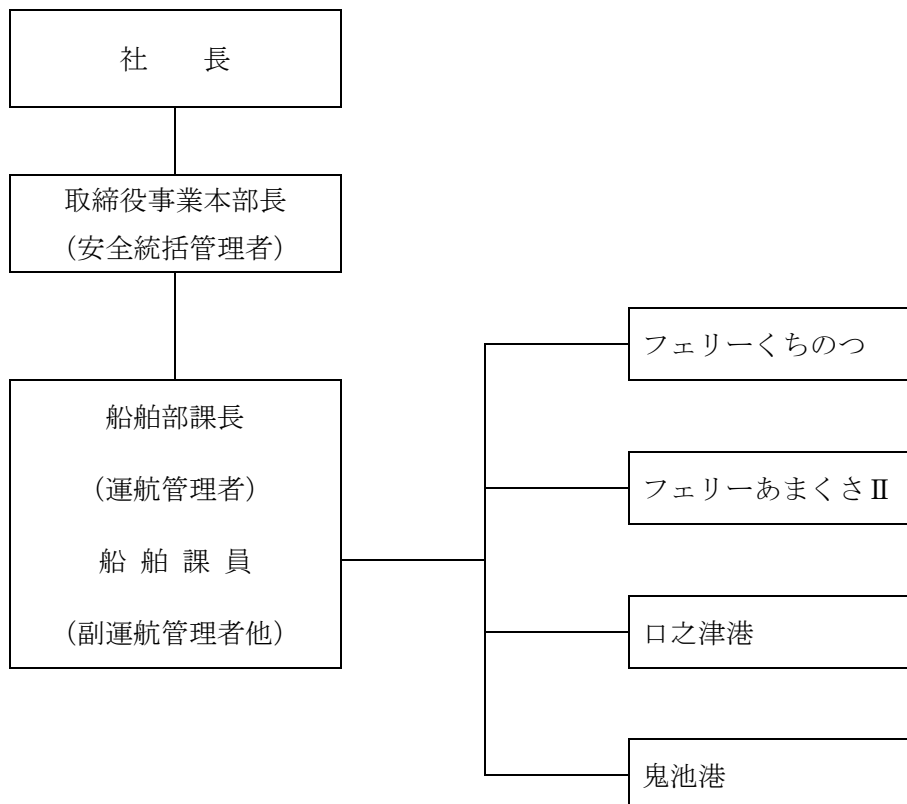 社　　長
取締役事業本部長
（安全統括管理者）
船舶部課長
（運航管理者）
船 舶 課 員
（副運航管理者他）
フェリーくちのつ
フェリーあまくさⅡ
口之津港
鬼池港